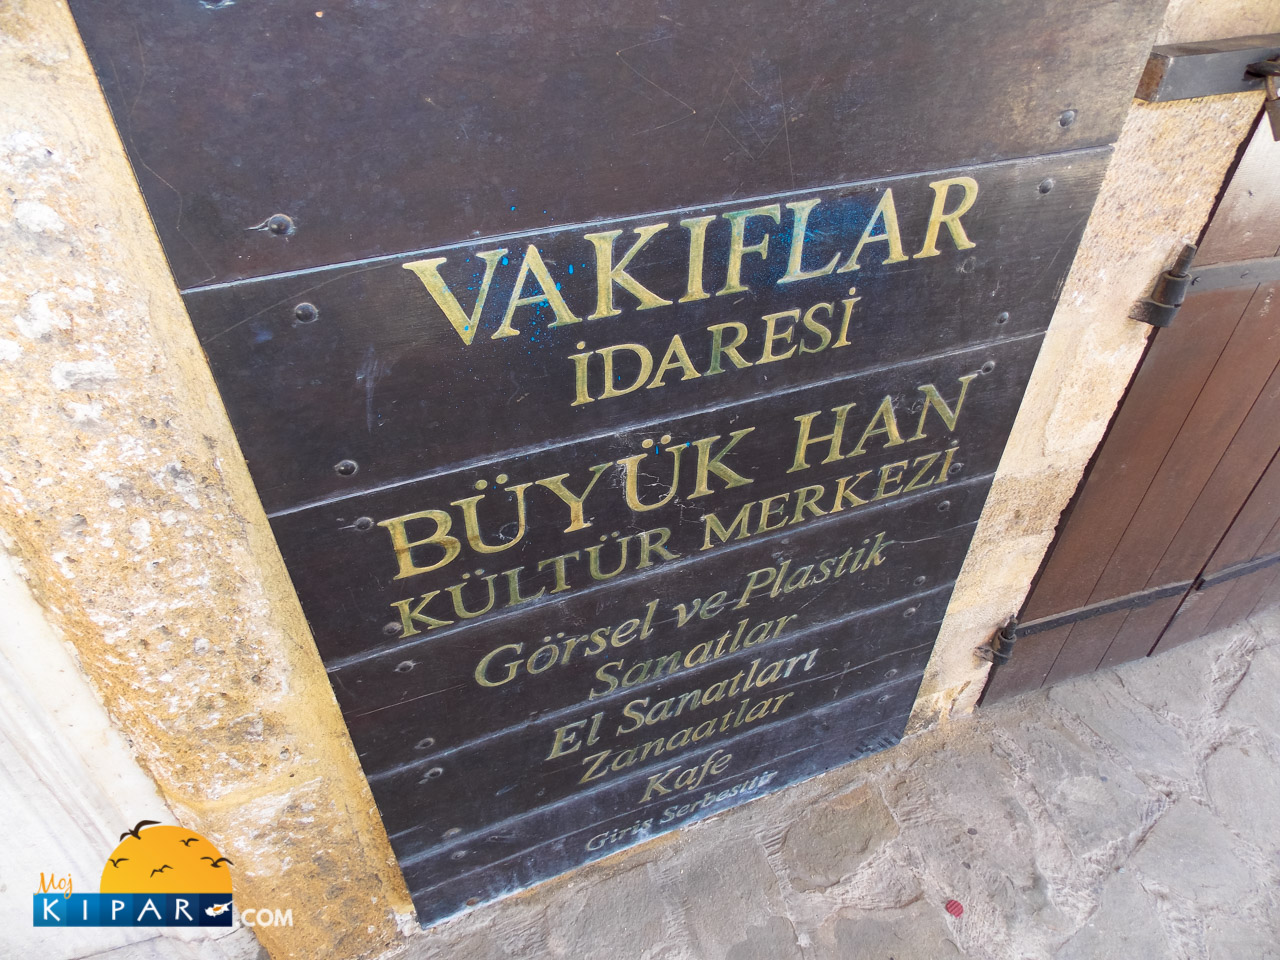 VAKIFLAR
İDARESİ
BÜYÜK HAN
KÜLTÜR MERKEZİ
Görsel ve Plastik
Sanatlar
El Sanatları
Zanaatlar
Kafe
Giriş Serbesttir
Moj
KIPAR.COM